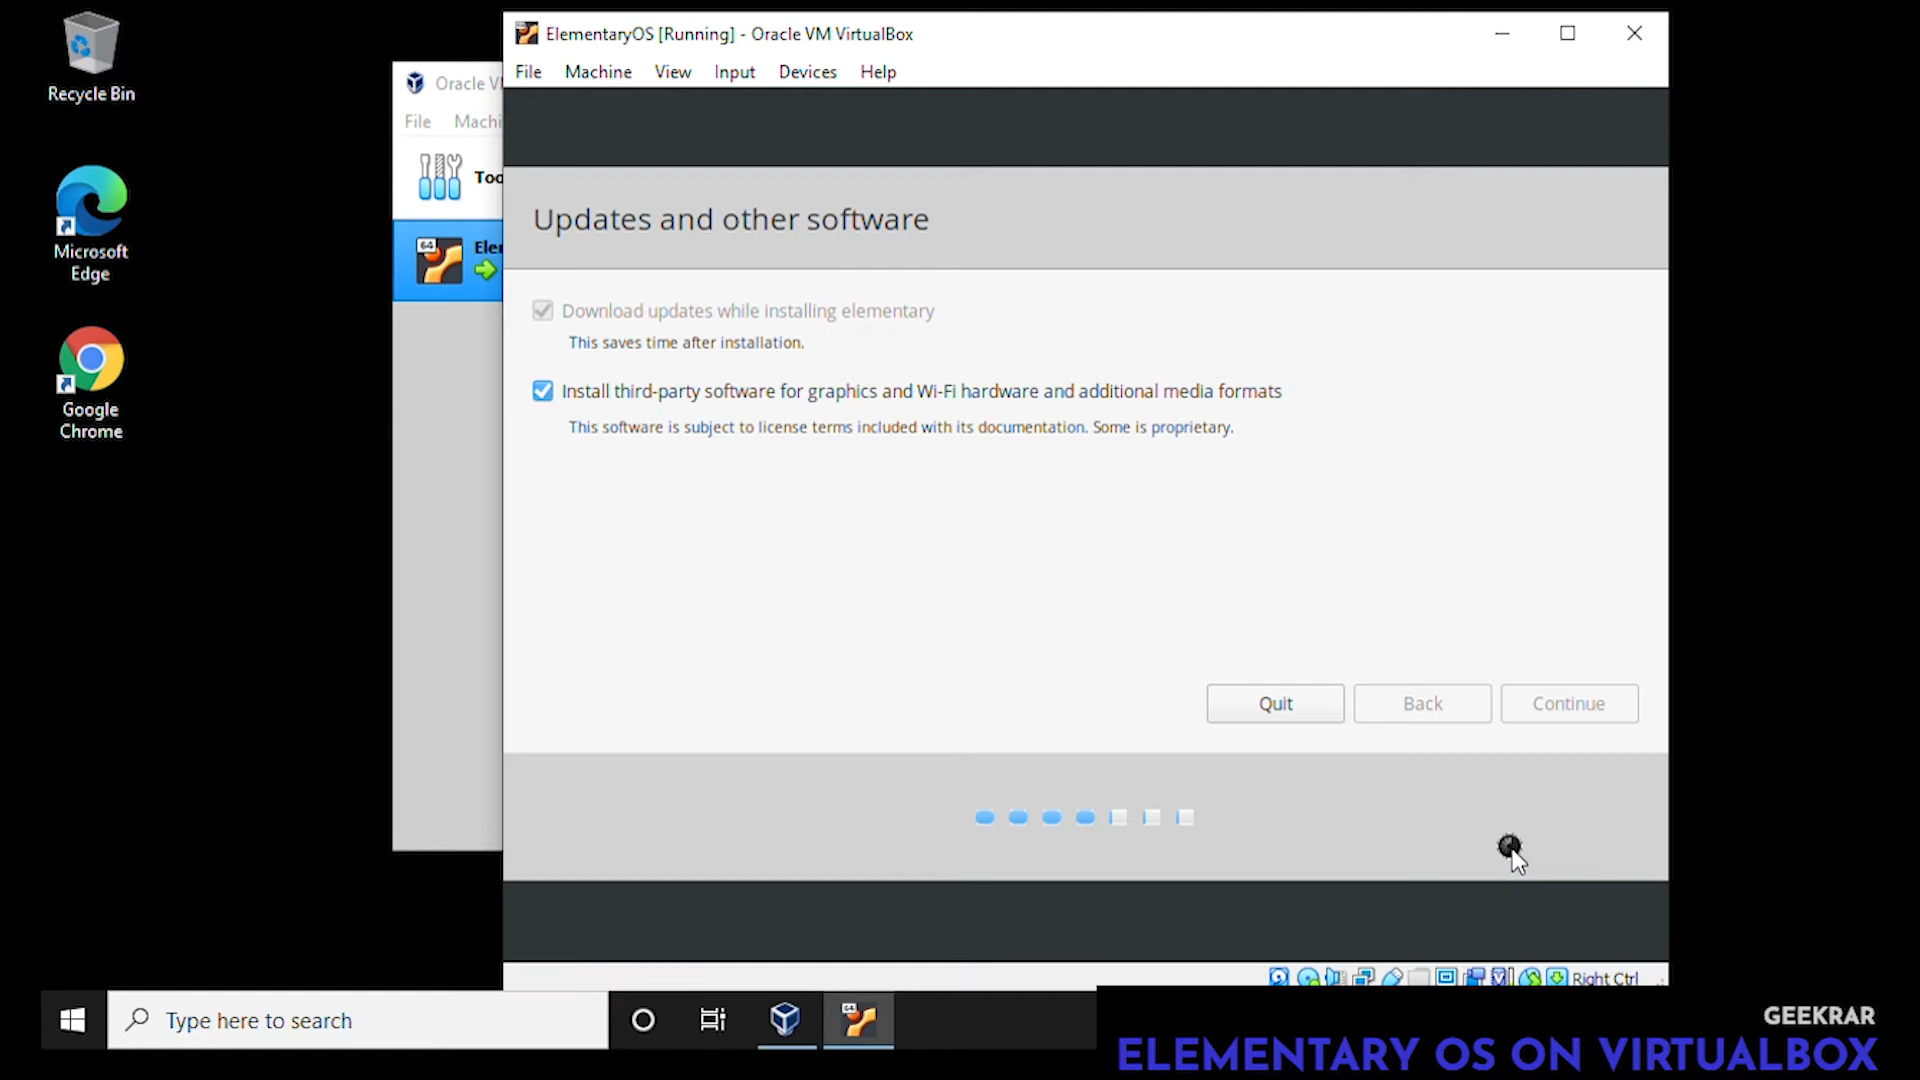 Recycle Bin
Microsoft
Edge
Google
Chrome
Oracle VM
File Machi
Too
64 Eler
ElementaryOS [Running] - Oracle VM VirtualBox
File Machine View Input Devices Help
Updates and other software
Download updates while installing elementary
This saves time after installation.
Install third-party software for graphics and Wi-Fi hardware and additional media formats
This software is subject to license terms included with its documentation. Some is proprietary.
Quit Back Continue
Right Ctrl
Type here to search
64
GEEKRAR
ELEMENTARY OS ON VIRTUALBOX